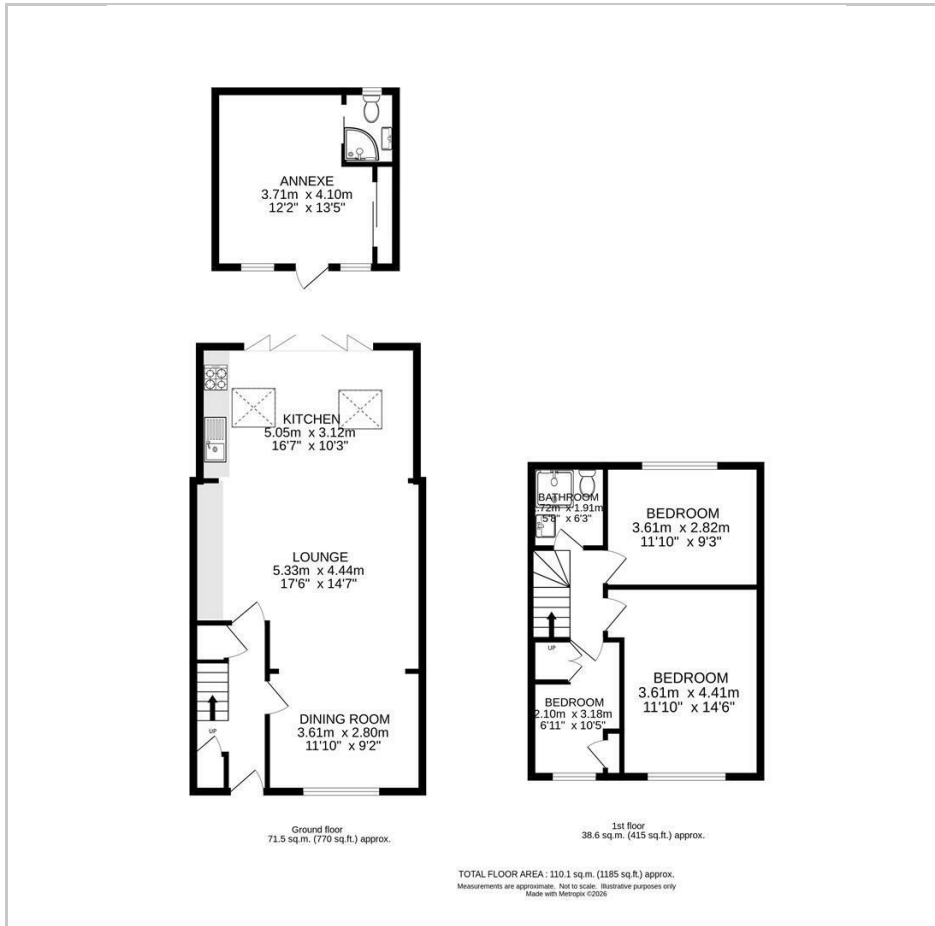 ANNEXE
3.71m x 4.10m
12'2" x 13'5"
KITCHEN
5.05m x 3.12m
16'7" x 10'3"
LOUNGE
5.33m x 4.44m
17'6" x 14'7"
DINING ROOM
3.61m x 2.80m
11'10" x 9'2"
UP
BATHROOM
.72m x 1.91m
5'8" x 6'3"
BEDROOM
3.61m x 2.82m
11'10" x 9'3"
UP
BEDROOM
3.61m x 4.41m
11'10" x 14'6"
BEDROOM
2.10m x 3.18m
6'11" x 10'5"
Ground floor
71.5 sq.m. (770 sq.ft.) approx.
1st floor
38.6 sq.m. (415 sq.ft.) approx.
TOTAL FLOOR AREA : 110.1 sq.m. (1185 sq.ft.) approx.
Measurements are approximate. Not to scale. Illustrative purposes only
Made with Metropix ©2026